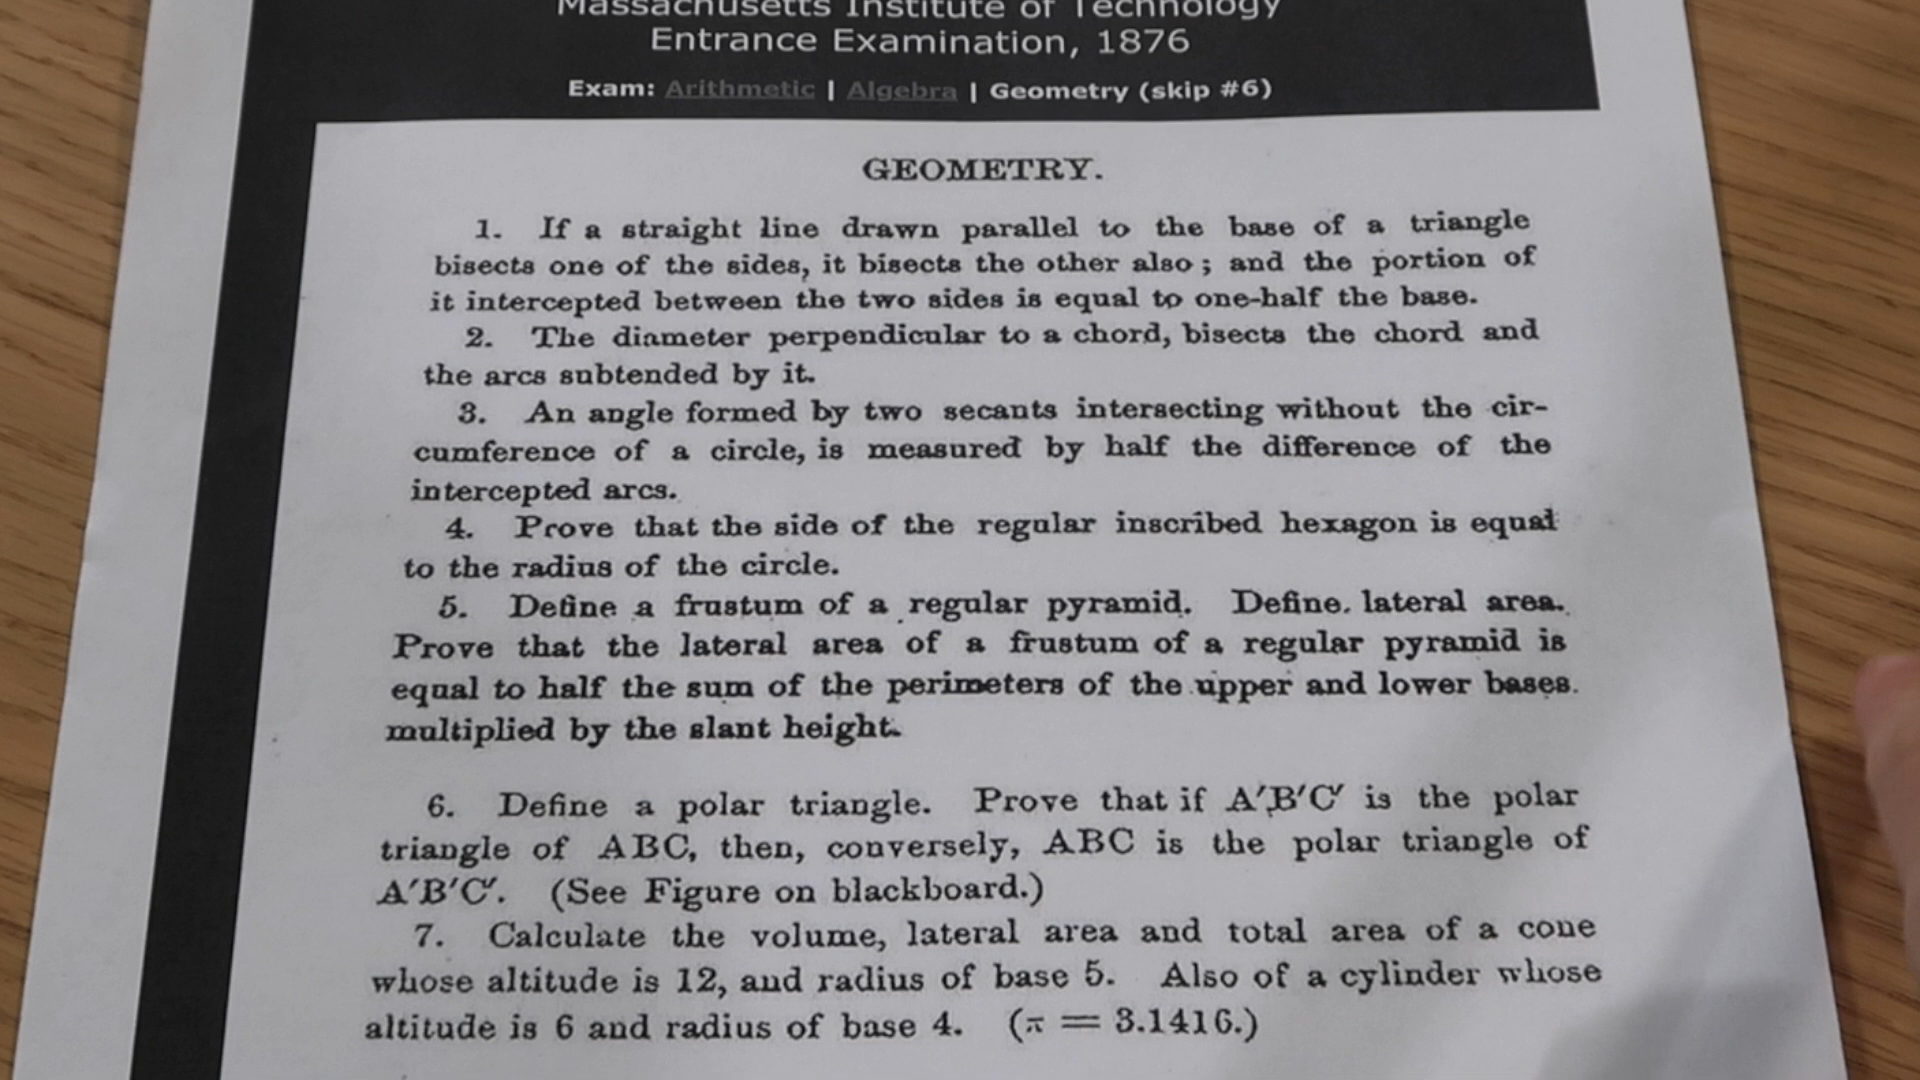 Massachusetts Institute of Technology
Entrance Examination, 1876
Exam: Arithmetic | Algebra | Geometry (skip #6)
GEOMETRY.
1. If a straight line drawn parallel to the base of a triangle
bisects one of the sides, it bisects the other also; and the portion of
it intercepted between the two sides is equal to one-half the base.
2. The diameter perpendicular to a chord, bisects the chord and
the arcs subtended by it.
3. An angle formed by two secants intersecting without the cir-
cumference of a circle, is measured by half the difference of the
intercepted arcs.
4. Prove that the side of the regular inscribed hexagon is equal
to the radius of the circle.
5. Define a frustum of a regular pyramid. Define. lateral area.
Prove that the lateral area of a frustum of a regular pyramid is
equal to half the sum of the perimeters of the upper and lower bases.
multiplied by the slant height.
6. Define a polar triangle. Prove that if A′B′C′ is the polar
triangle of ABC, then, conversely, ABC is the polar triangle of
A′B′C′. (See Figure on blackboard.)
7. Calculate the volume, lateral area and total area of a cone
whose altitude is 12, and radius of base 5. Also of a cylinder whose
altitude is 6 and radius of base 4. (π = 3.1416.)